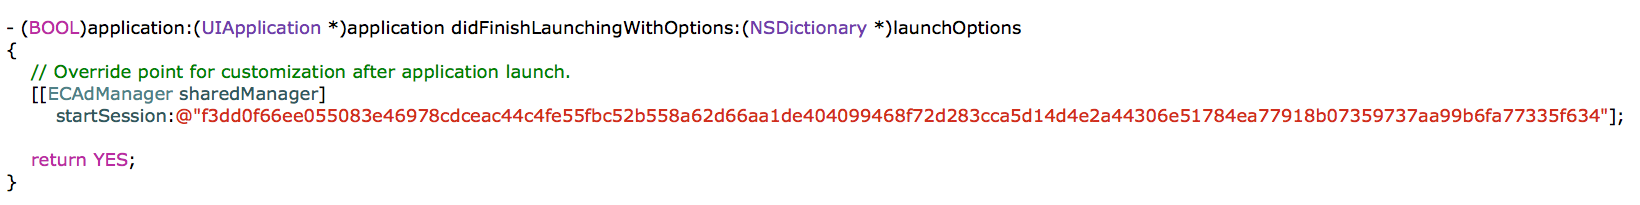 - (BOOL)application:(UIApplication *)application didFinishLaunchingWithOptions:(NSDictionary *)launchOptions
{
// Override point for customization after application launch.
[[ECAdManager sharedManager]
startSession:@"f3dd0f66ee055083e46978cdceac44c4fe55fbc52b558a62d66aa1de404099468f72d283cca5d14d4e2a44306e51784ea77918b07359737aa99b6fa77335f634"];
return YES;
}